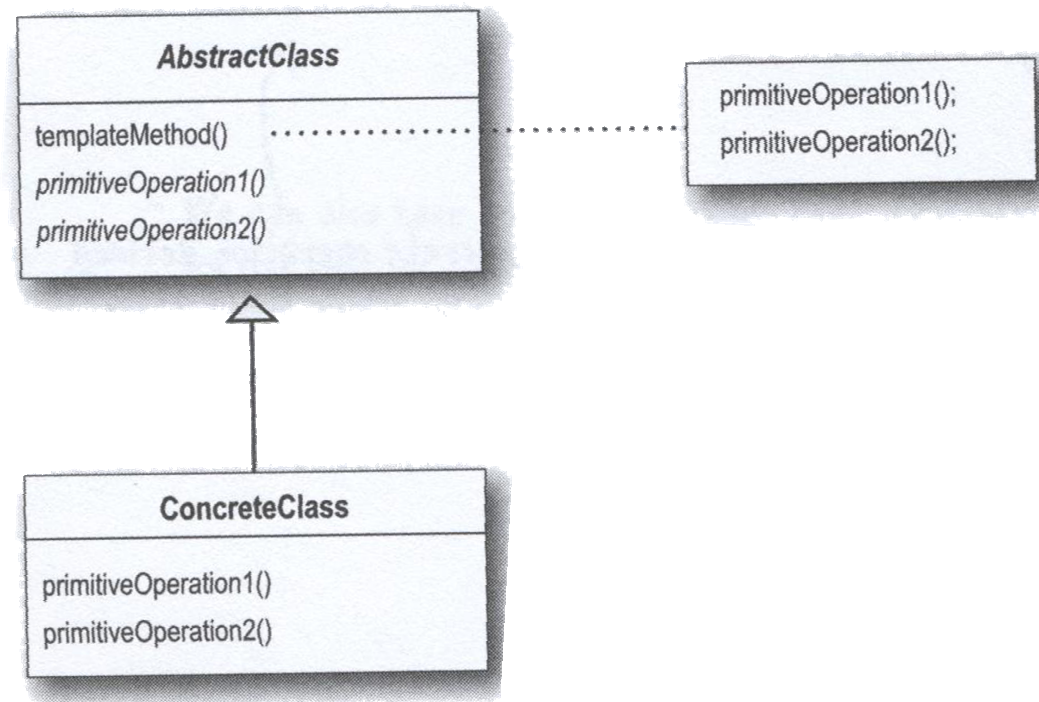 AbstractClass
templateMethod()
primitiveOperation1()
primitiveOperation2()
primitiveOperation1();
primitiveOperation2();
ConcreteClass
primitiveOperation1()
primitiveOperation2()